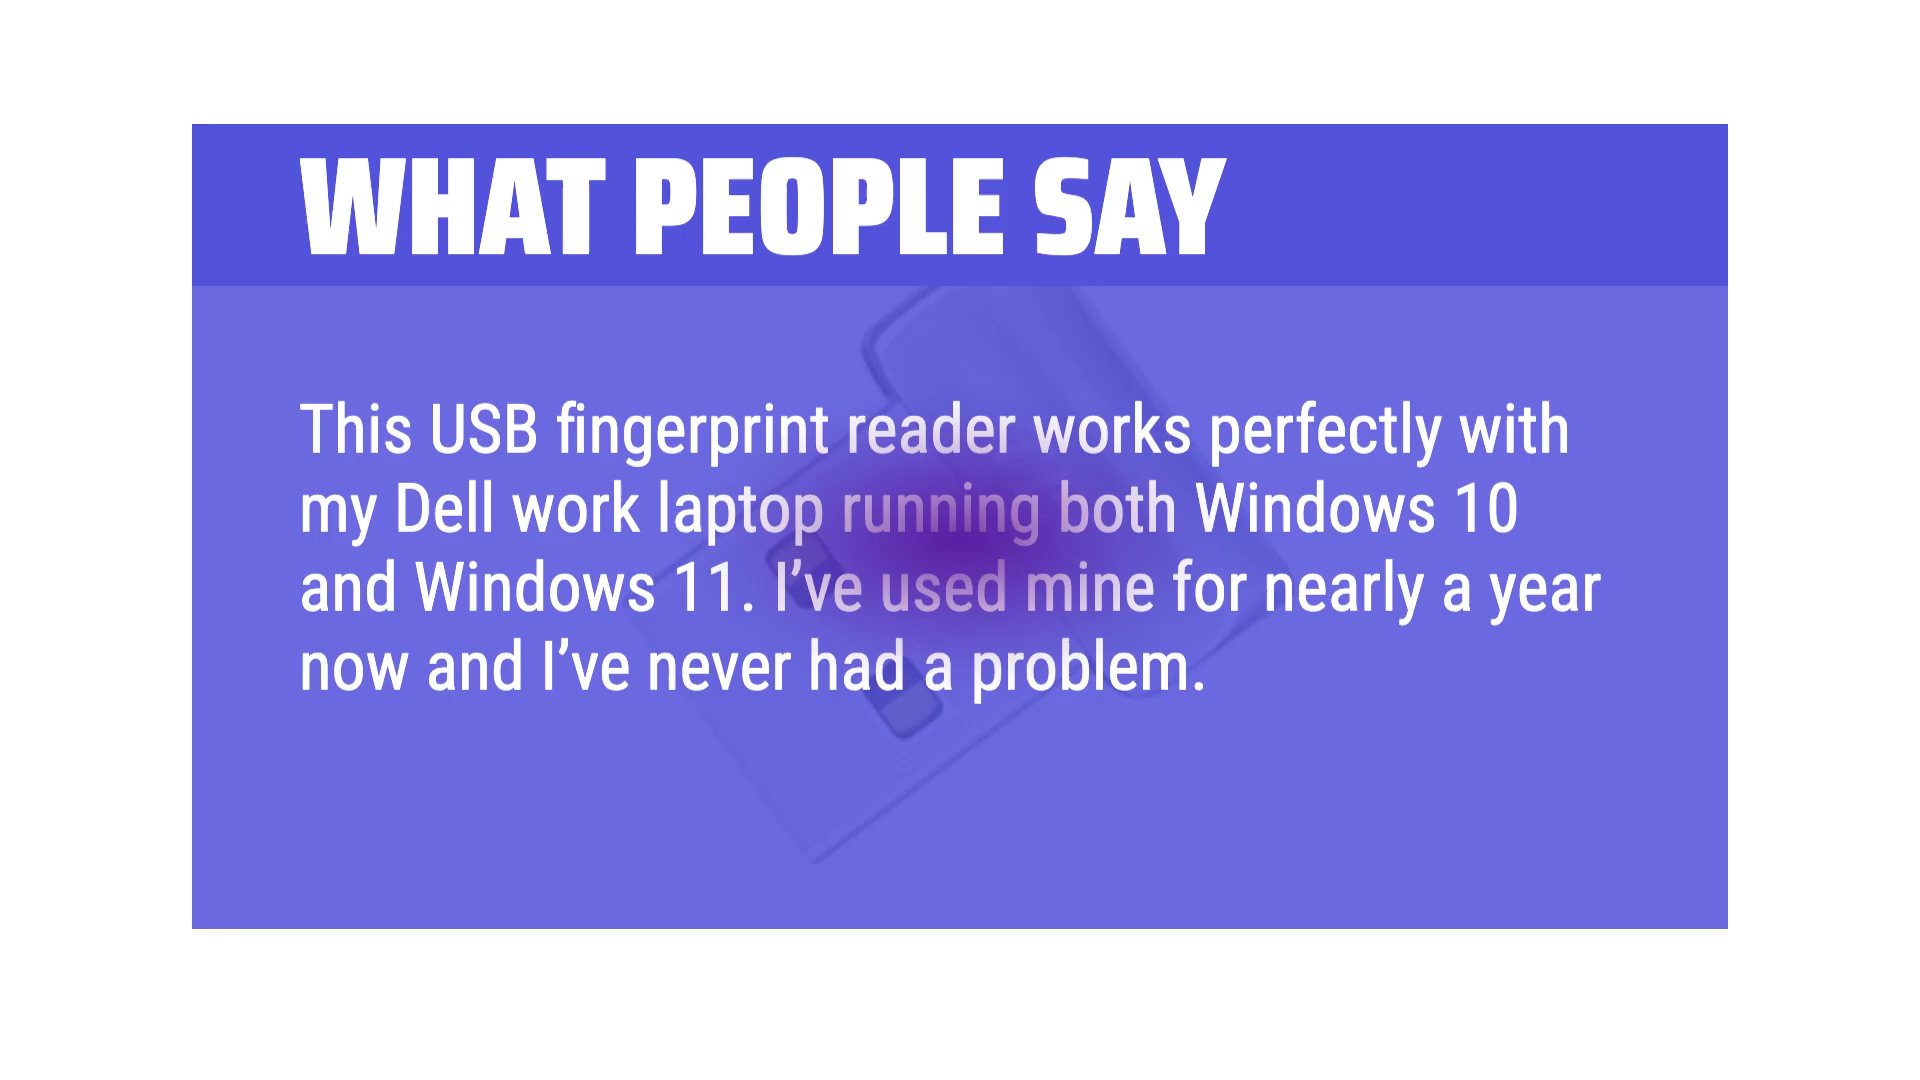 WHAT PEOPLE SAY
This USB fingerprint reader works perfectly with
my Dell work laptop running both Windows 10
and Windows 11. I’ve used mine for nearly a year
now and I’ve never had a problem.